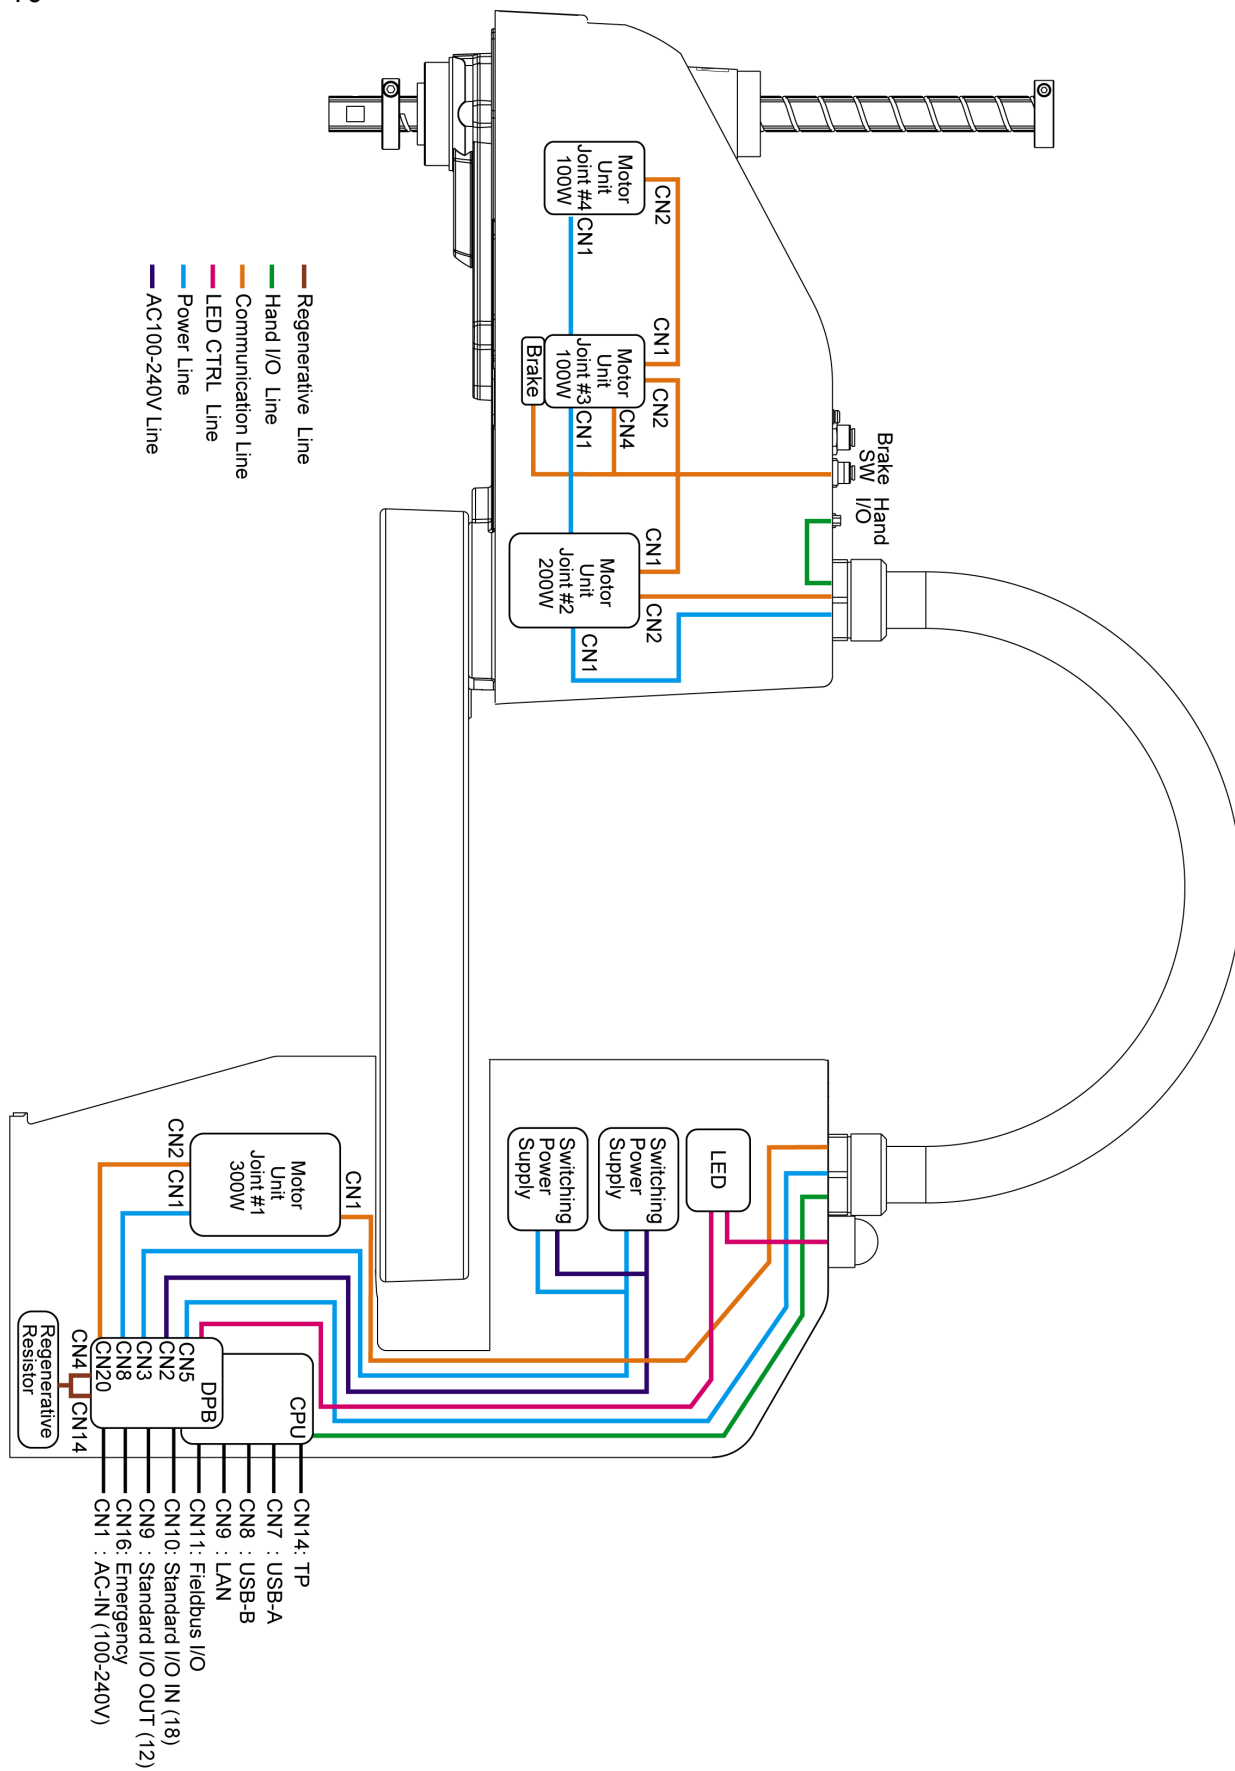 Motor
Unit
Joint #4
100W
CN2
CN1
CN1
Motor
Unit
Joint #3
100W
Brake
CN2
CN4
CN1
Brake
SW
Hand
I/O
CN1
Motor
Unit
Joint #2
200W
CN2
CN1
Regenerative Line
Hand I/O Line
Communication Line
LED CTRL Line
Power Line
AC100-240V Line
LED
Switching
Power
Supply
Switching
Power
Supply
CN1
Motor
Unit
Joint #1
300W
CN2
CN1
CPU
DPB
CN5
CN2
CN3
CN8
CN20
CN4
CN14
Regenerative
Resistor
CN14: TP
CN7 : USB-A
CN8 : USB-B
CN9 : LAN
CN11: Fieldbus I/O
CN10: Standard I/O IN (18)
CN9 : Standard I/O OUT (12)
CN16: Emergency
CN1 : AC-IN (100-240V)